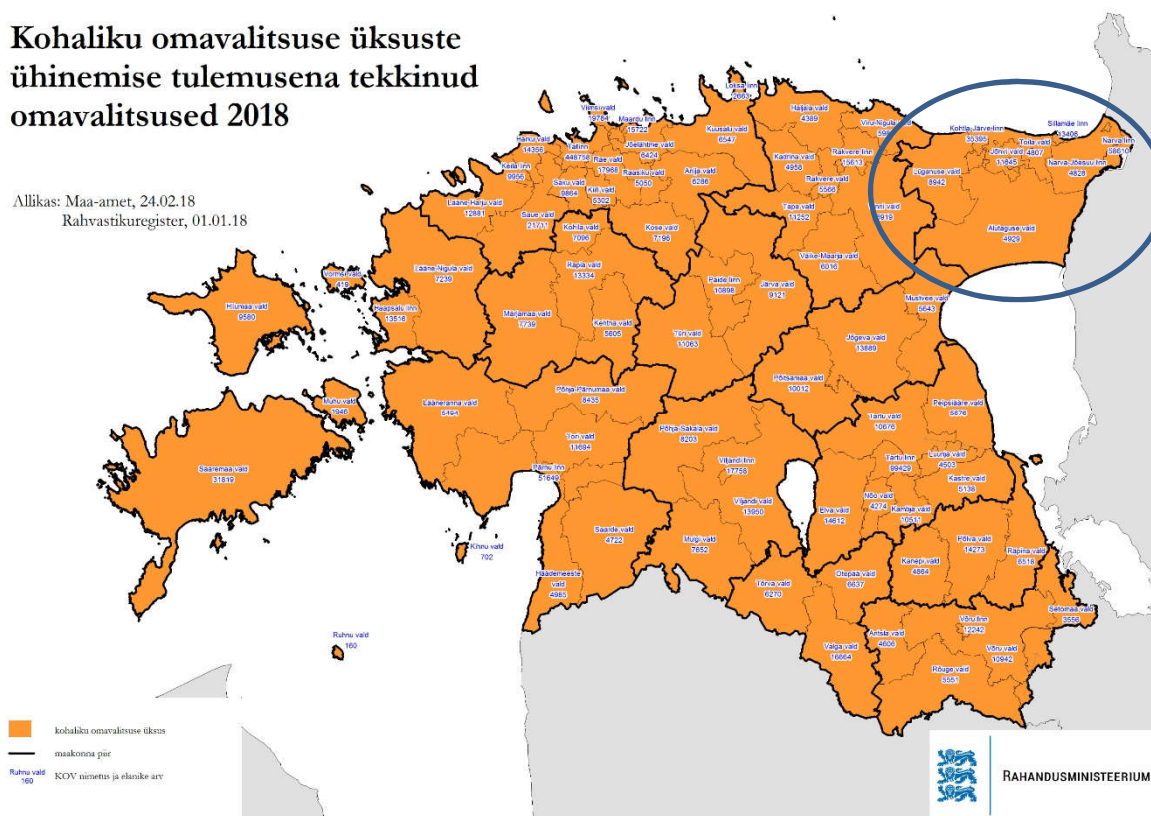 Kohaliku omavalitsuse üksuste
ühinemise tulemusena tekkinud
omavalitsused 2018
Allikas: Maa-amet, 24.02.18
Rahvastikuregister, 01.01.18
Loksa linn
Viimsi vald
19764
Maardu linn
15722
Haljala vald
4389
Viru-Nigula vald
Kohtla-Järve linn
35395
Sillamäe linn
13406
Harku vald
14356
Tallinn
448758
Jõelähtme vald
6424
Kuusalu vald
6547
Toila vald
4807
Narva linn
58610
Rae vald
17968
Rakvere linn
15613
Jõhvi vald
11645
Keila linn
9956
Raasiku vald
5050
Anija vald
6286
Kadrina vald
4958
Narva-Jõesuu linn
4828
Saku vald
9864
Kiili vald
5302
Rakvere vald
5566
Lüganuse vald
8942
Lääne-Harju vald
12881
Tapa vald
11252
Saue vald
21711
Kose vald
7196
Kohila vald
7096
Alutaguse vald
4929
Väike-Maarja vald
6016
Lääne-Nigula vald
7239
Rapla vald
13334
Vormsi vald
419
Paide linn
10898
Järva vald
9121
Mustvee vald
5643
Hiiumaa vald
9580
Haapsalu linn
13516
Märjamaa vald
7739
Kehtna vald
5605
Türi vald
11063
Jõgeva vald
13889
Põltsamaa vald
10012
Põhja-Pärnumaa vald
8435
Muhu vald
1946
Lääneranna vald
Peipsiääre vald
Tartu vald
10676
Põhja-Sakala vald
8203
Tori vald
11694
Tartu linn
99429
Luunja vald
4503
Viljandi linn
17758
Pärnu linn
51649
Saaremaa vald
31819
Kastre vald
5138
Nõo vald
4274
Kambja vald
10511
Viljandi vald
13950
Elva vald
14612
Saarde vald
4722
Põlva vald
14273
Mulgi vald
7652
Kihnu vald
702
Räpina vald
6518
Kanepi vald
4864
Häädemeeste
vald
4985
Otepää vald
6637
Tõrva vald
6270
Setomaa vald
3556
Võru linn
12242
Ruhnu vald
160
Antsla vald
4606
Valga vald
16664
Võru vald
10942
Rõuge vald
5551
kohaliku omavalitsuse üksus
maakonna piir
Ruhnu vald
160
KOV nimetus ja elanike arv
RAHANDUSMINISTEERIUM